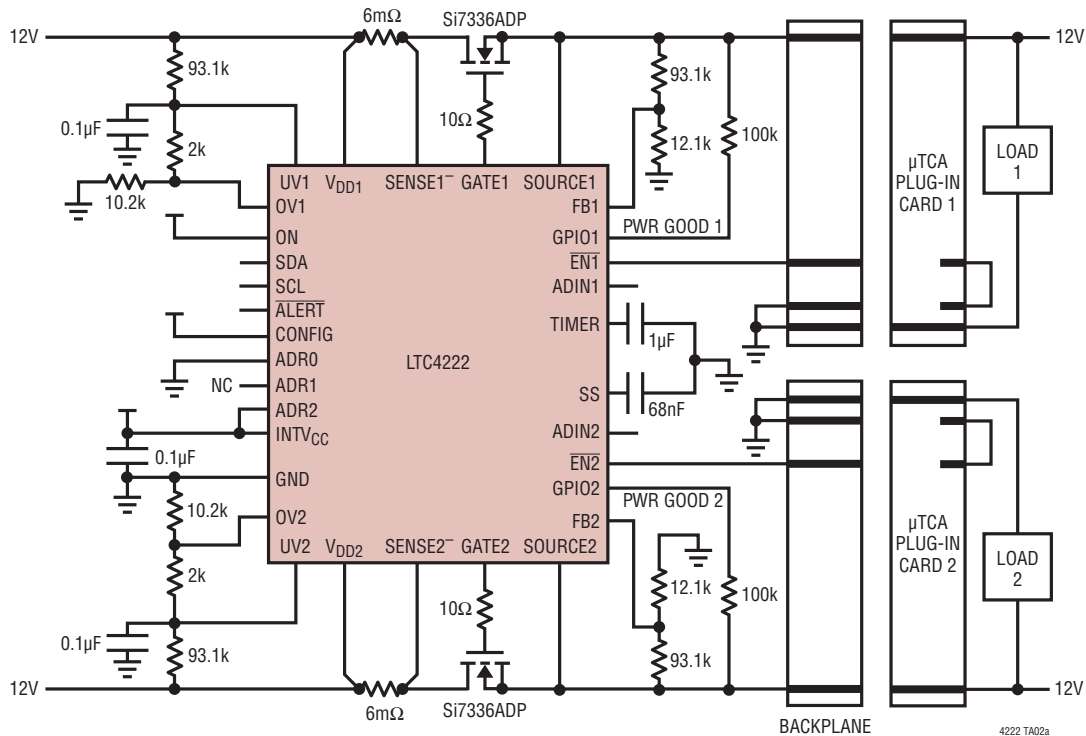 6mΩ
Si7336ADP
12V
12V
93.1k
93.1k
0.1µF
10Ω
100k
2k
12.1k
LOAD
1
µTCA
PLUG-IN
CARD 1
UV1
VDD1
SENSE1–
GATE1
SOURCE1
10.2k
OV1
FB1
ON
GPIO1
PWR GOOD 1
SDA
EN1
SCL
ADIN1
ALERT
TIMER
CONFIG
1µF
ADR0
LTC4222
NC
ADR1
SS
ADR2
68nF
INTVCC
ADIN2
0.1µF
EN2
GND
GPIO2
PWR GOOD 2
10.2k
OV2
FB2
UV2
VDD2
SENSE2–
GATE2
SOURCE2
µTCA
PLUG-IN
CARD 2
LOAD
2
2k
10Ω
12.1k
100k
0.1µF
93.1k
93.1k
12V
12V
6mΩ
Si7336ADP
BACKPLANE
4222 TA02a